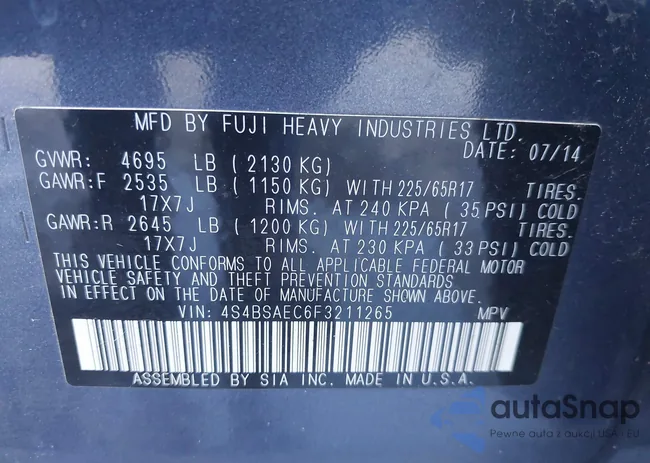 MFD BY FUJI HEAVY INDUSTRIES LTD.
DATE: 07/14
GVWR: 4695 LB ( 2130 KG)
GAWR:F 2535 LB ( 1150 KG) WITH 225/65R17 TIRES.
17X7J RIMS. AT 240 KPA ( 35 PSI) COLD
GAWR:R 2645 LB ( 1200 KG) WITH 225/65R17 TIRES.
17X7J RIMS. AT 230 KPA ( 33 PSI) COLD
THIS VEHICLE CONFORMS TO ALL APPLICABLE FEDERAL MOTOR
VEHICLE SAFETY AND THEFT PREVENTION STANDARDS
IN EFFECT ON THE DATE OF MANUFACTURE SHOWN ABOVE.
VIN: 4S4BSAEC6F3211265 MPV
ASSEMBLED BY SIA INC. MADE IN U.S.A.
autaSnap
Pewne auta z aukcji USA - EU